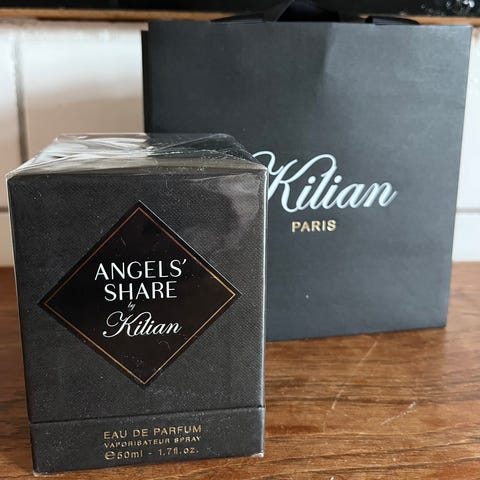 Kilian
PARIS
ANGELS'
SHARE
by
Kilian
EAU DE PARFUM
VAPORISATEUR SPRAY
℮50ml - 1.7fl.oz.